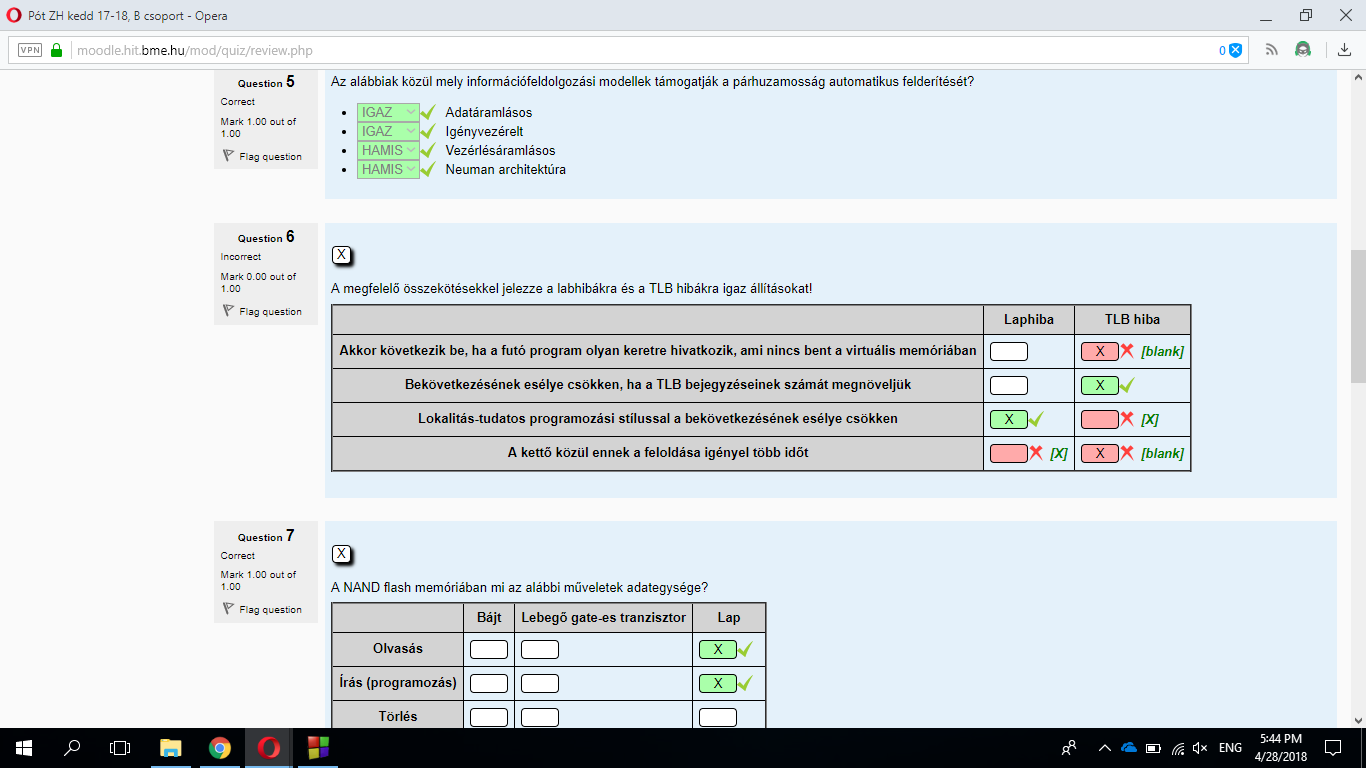 Pót ZH kedd 17-18, B csoport - Opera
VPN moodle.hit.bme.hu/mod/quiz/review.php 0
Question 5
Correct
Mark 1.00 out of
1.00
Flag question
Az alábbiak közül mely információfeldolgozási modellek támogatják a párhuzamosság automatikus felderítését?
IGAZ Adatáramlásos
IGAZ Igényvezérelt
HAMIS Vezérlésáramlásos
HAMIS Neuman architektúra
Question 6
Incorrect
Mark 0.00 out of
1.00
Flag question
X
A megfelelő összekötésekkel jelezze a labhibákra és a TLB hibákra igaz állításokat!
Laphiba TLB hiba
Akkor következik be, ha a futó program olyan keretre hivatkozik, ami nincs bent a virtuális memóriában X [blank]
Bekövetkezésének esélye csökken, ha a TLB bejegyzéseinek számát megnöveljük X
Lokalitás-tudatos programozási stílussal a bekövetkezésének esélye csökken X [X]
A kettő közül ennek a feloldása igényel több időt [X] X [blank]
Question 7
Correct
Mark 1.00 out of
1.00
Flag question
X
A NAND flash memóriában mi az alábbi műveletek adategysége?
Bájt Lebegő gate-es tranzisztor Lap
Olvasás X
Írás (programozás) X
Törlés
ENG
5:44 PM
4/28/2018